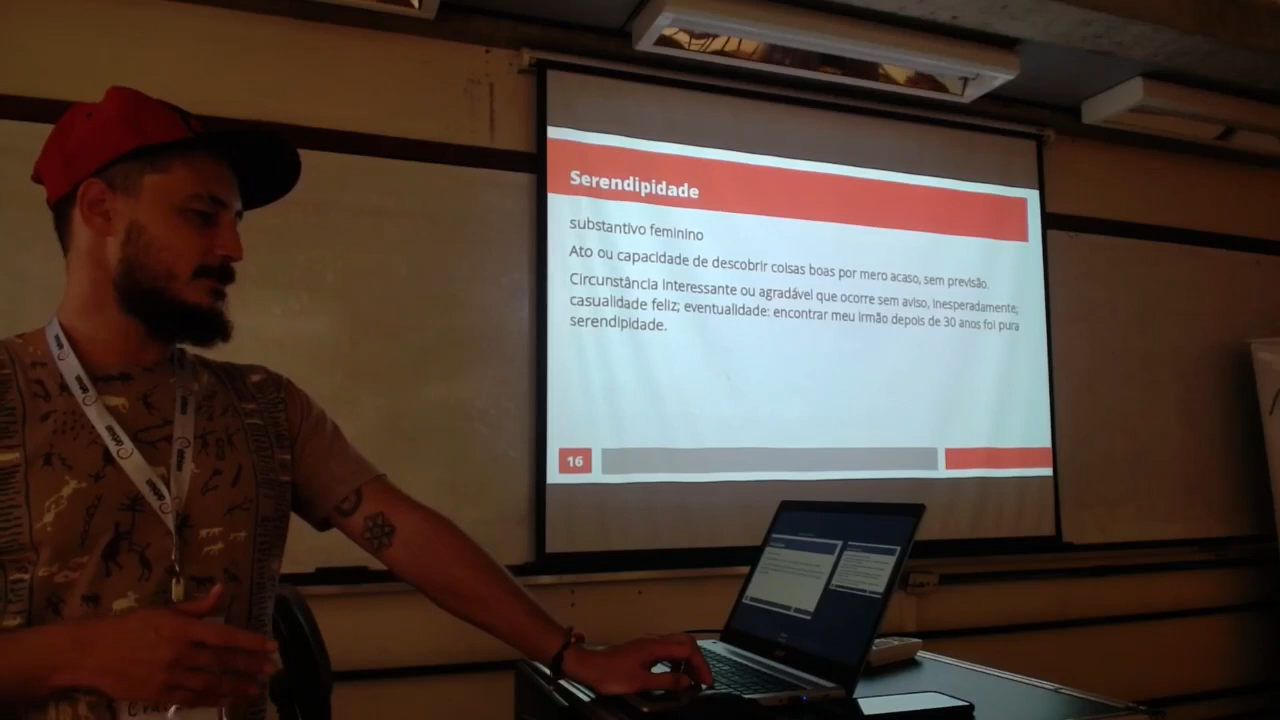 Serendipidade
substantivo feminino
Ato ou capacidade de descobrir coisas boas por mero acaso, sem previsão.
Circunstância interessante ou agradável que ocorre sem aviso, inesperadamente;
casualidade feliz; eventualidade: encontrar meu irmão depois de 30 anos foi pura
serendipidade.
16
debian
debian